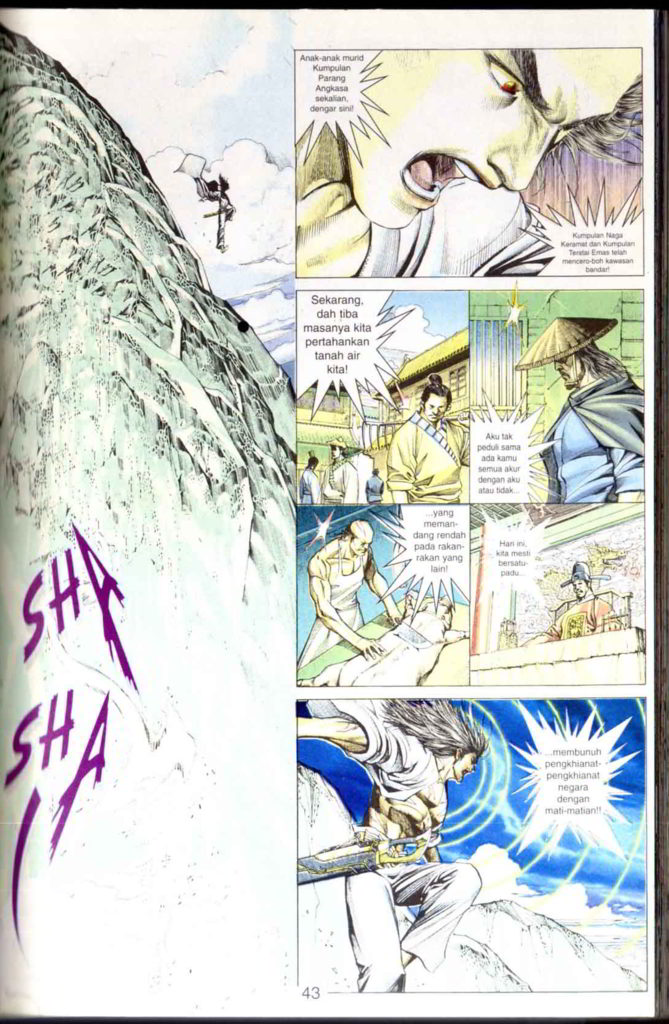 Anak-anak murid
Kumpulan
Parang
Angkasa
sekalian,
dengar sini!
Kumpulan Naga
Keramat dan Kumpulan
Teratai Emas telah
mencero-boh kawasan
bandar!
Sekarang,
dah tiba
masanya kita
pertahankan
tanah air
kita!
Aku tak
peduli sama
ada kamu
semua akur
dengan aku
atau tidak...
...yang
meman-
dang rendah
pada rakan-
rakan yang
lain!
Hari ini,
kita mesti
bersatu-
padu...
...membunuh
pengkhianat-
pengkhianat
negara
dengan
mati-matian!!
SHA
SHA
!
43